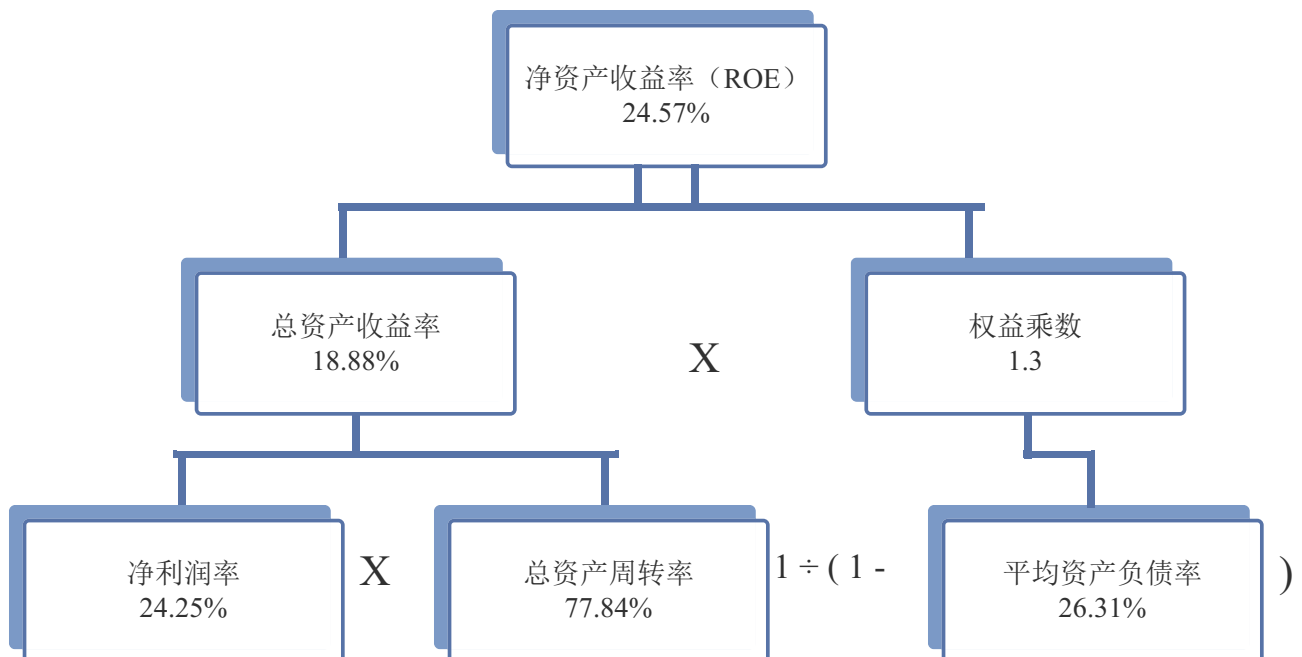 净资产收益率（ROE）
24.57%
总资产收益率
18.88%
X
权益乘数
1.3
净利润率
24.25%
X
总资产周转率
77.84%
1 ÷ ( 1 -
平均资产负债率
26.31%
)